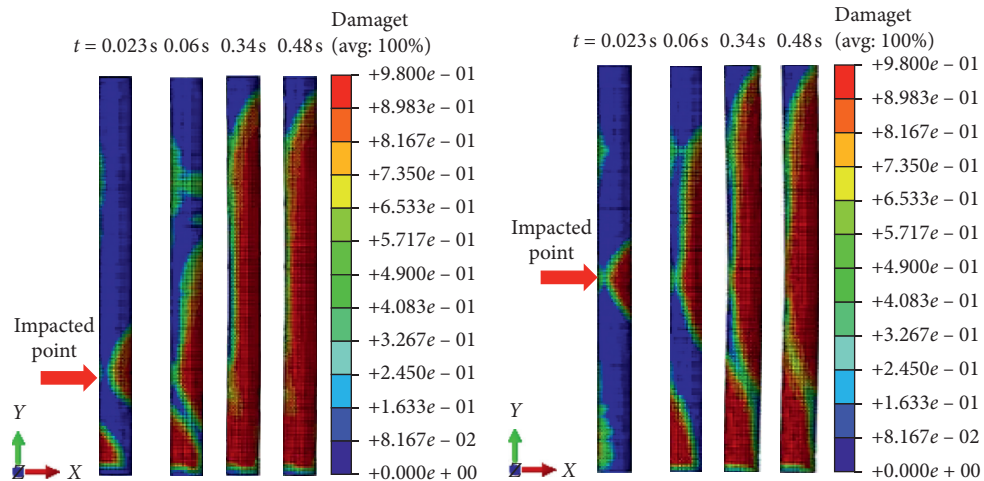 Damaget
t = 0.023 s 0.06 s 0.34 s 0.48 s (avg: 100%)
+9.800e – 01
+8.983e – 01
+8.167e – 01
+7.350e – 01
+6.533e – 01
+5.717e – 01
+4.900e – 01
+4.083e – 01
+3.267e – 01
+2.450e – 01
+1.633e – 01
+8.167e – 02
+0.000e + 00
Impacted
point
Y
Z
X
Damaget
t = 0.023 s 0.06 s 0.34 s 0.48 s (avg: 100%)
+9.800e – 01
+8.983e – 01
+8.167e – 01
+7.350e – 01
+6.533e – 01
+5.717e – 01
+4.900e – 01
+4.083e – 01
+3.267e – 01
+2.450e – 01
+1.633e – 01
+8.167e – 02
+0.000e + 00
Impacted
point
Y
Z
X